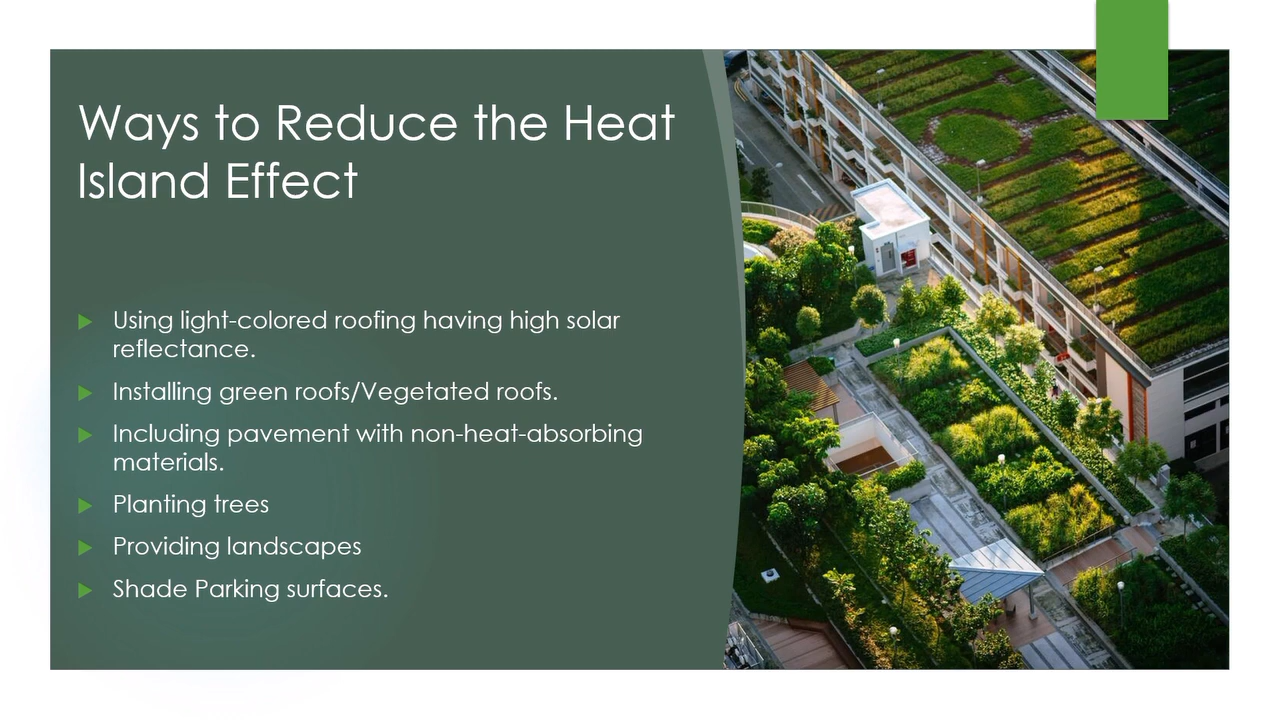 Ways to Reduce the Heat
Island Effect
Using light-colored roofing having high solar
reflectance.
Installing green roofs/Vegetated roofs.
Including pavement with non-heat-absorbing
materials.
Planting trees
Providing landscapes
Shade Parking surfaces.